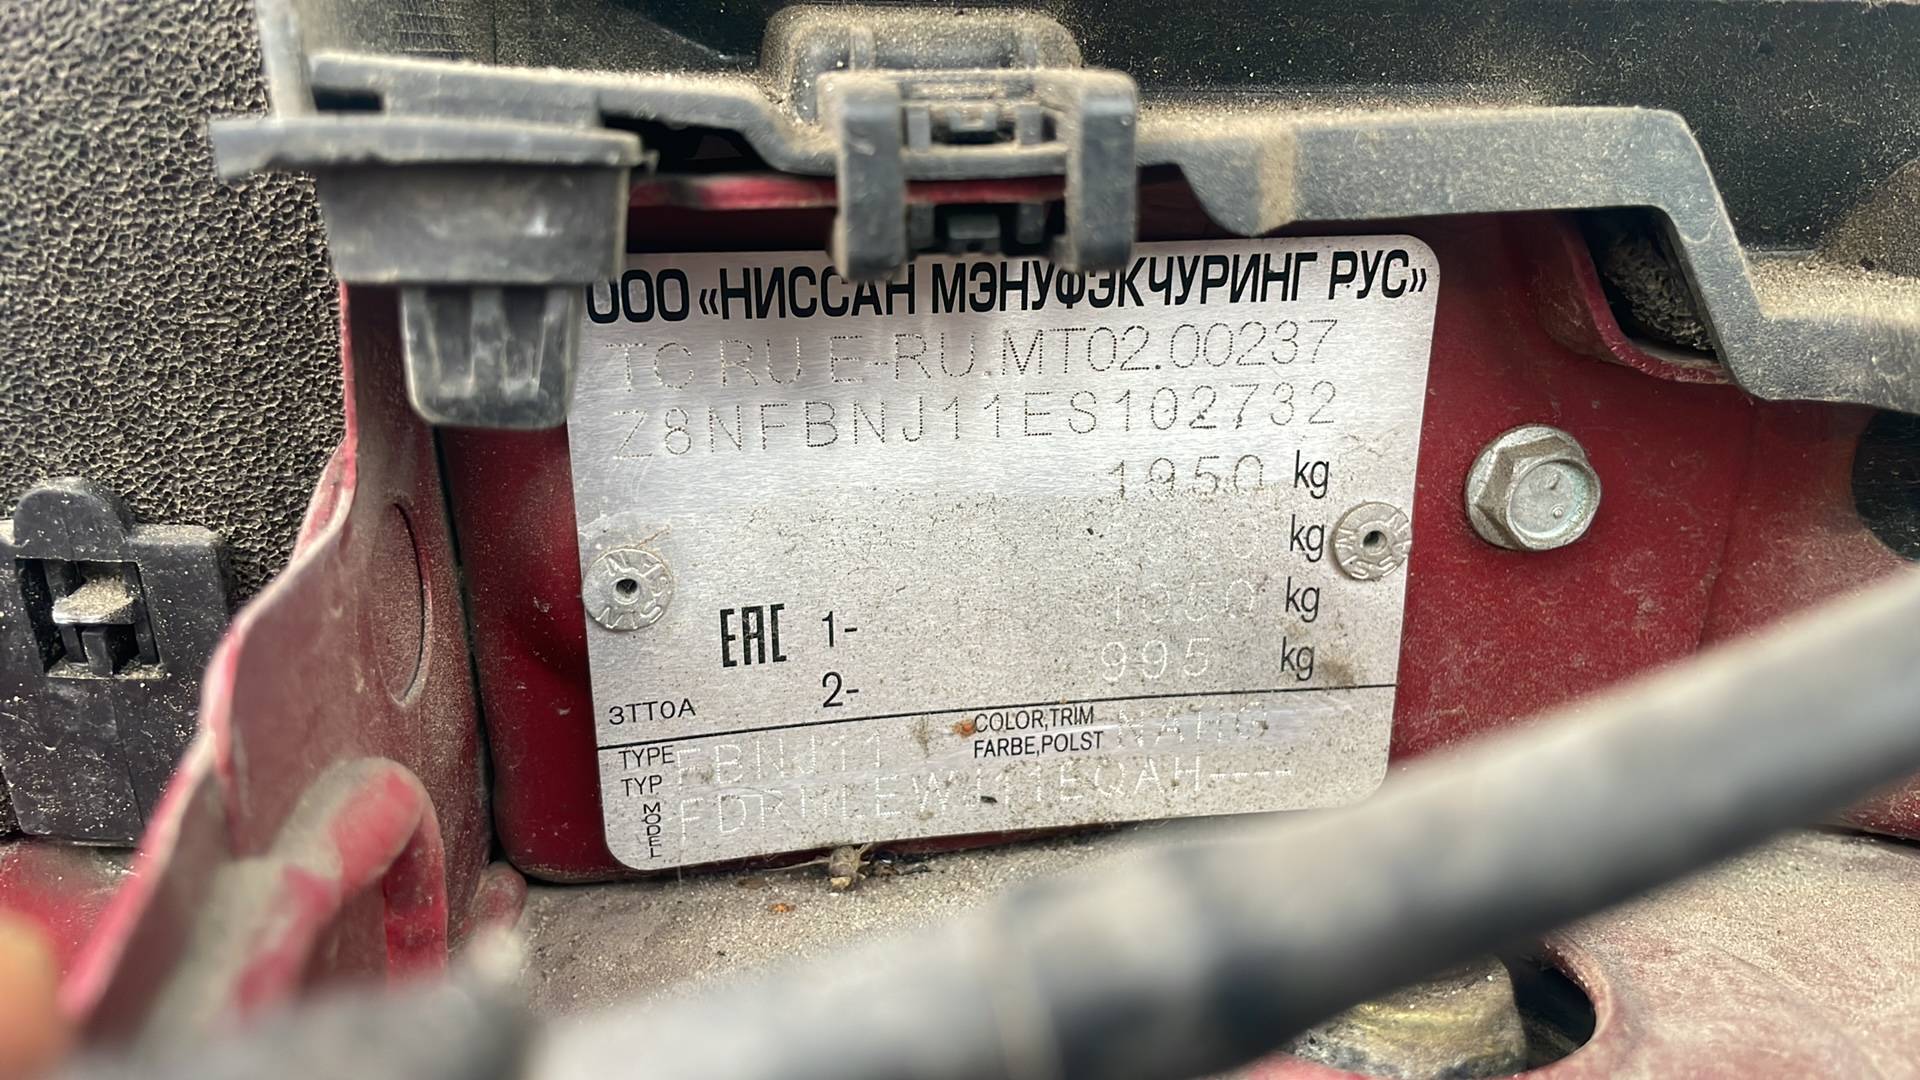 ООО «НИССАН МЭНУФЭКЧУРИНГ РУС»
TC RU E-RU.MT02.00237
Z8NFBNJ11ES102732
1950 kg
kg
EAC 1- kg
2- 995 kg
3TT0A
TYPE
TYP FBNJ11
COLOR,TRIM
FARBE,POLST
MODEL